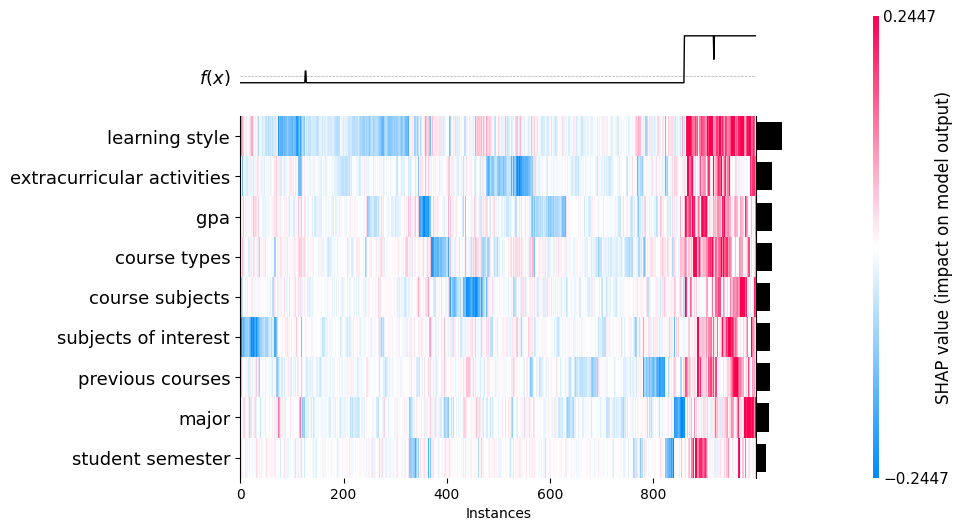 0.2447
f(x)
learning style
extracurricular activities
gpa
course types
course subjects
subjects of interest
previous courses
major
student semester
0 200 400 600 800
Instances
SHAP value (impact on model output)
−0.2447